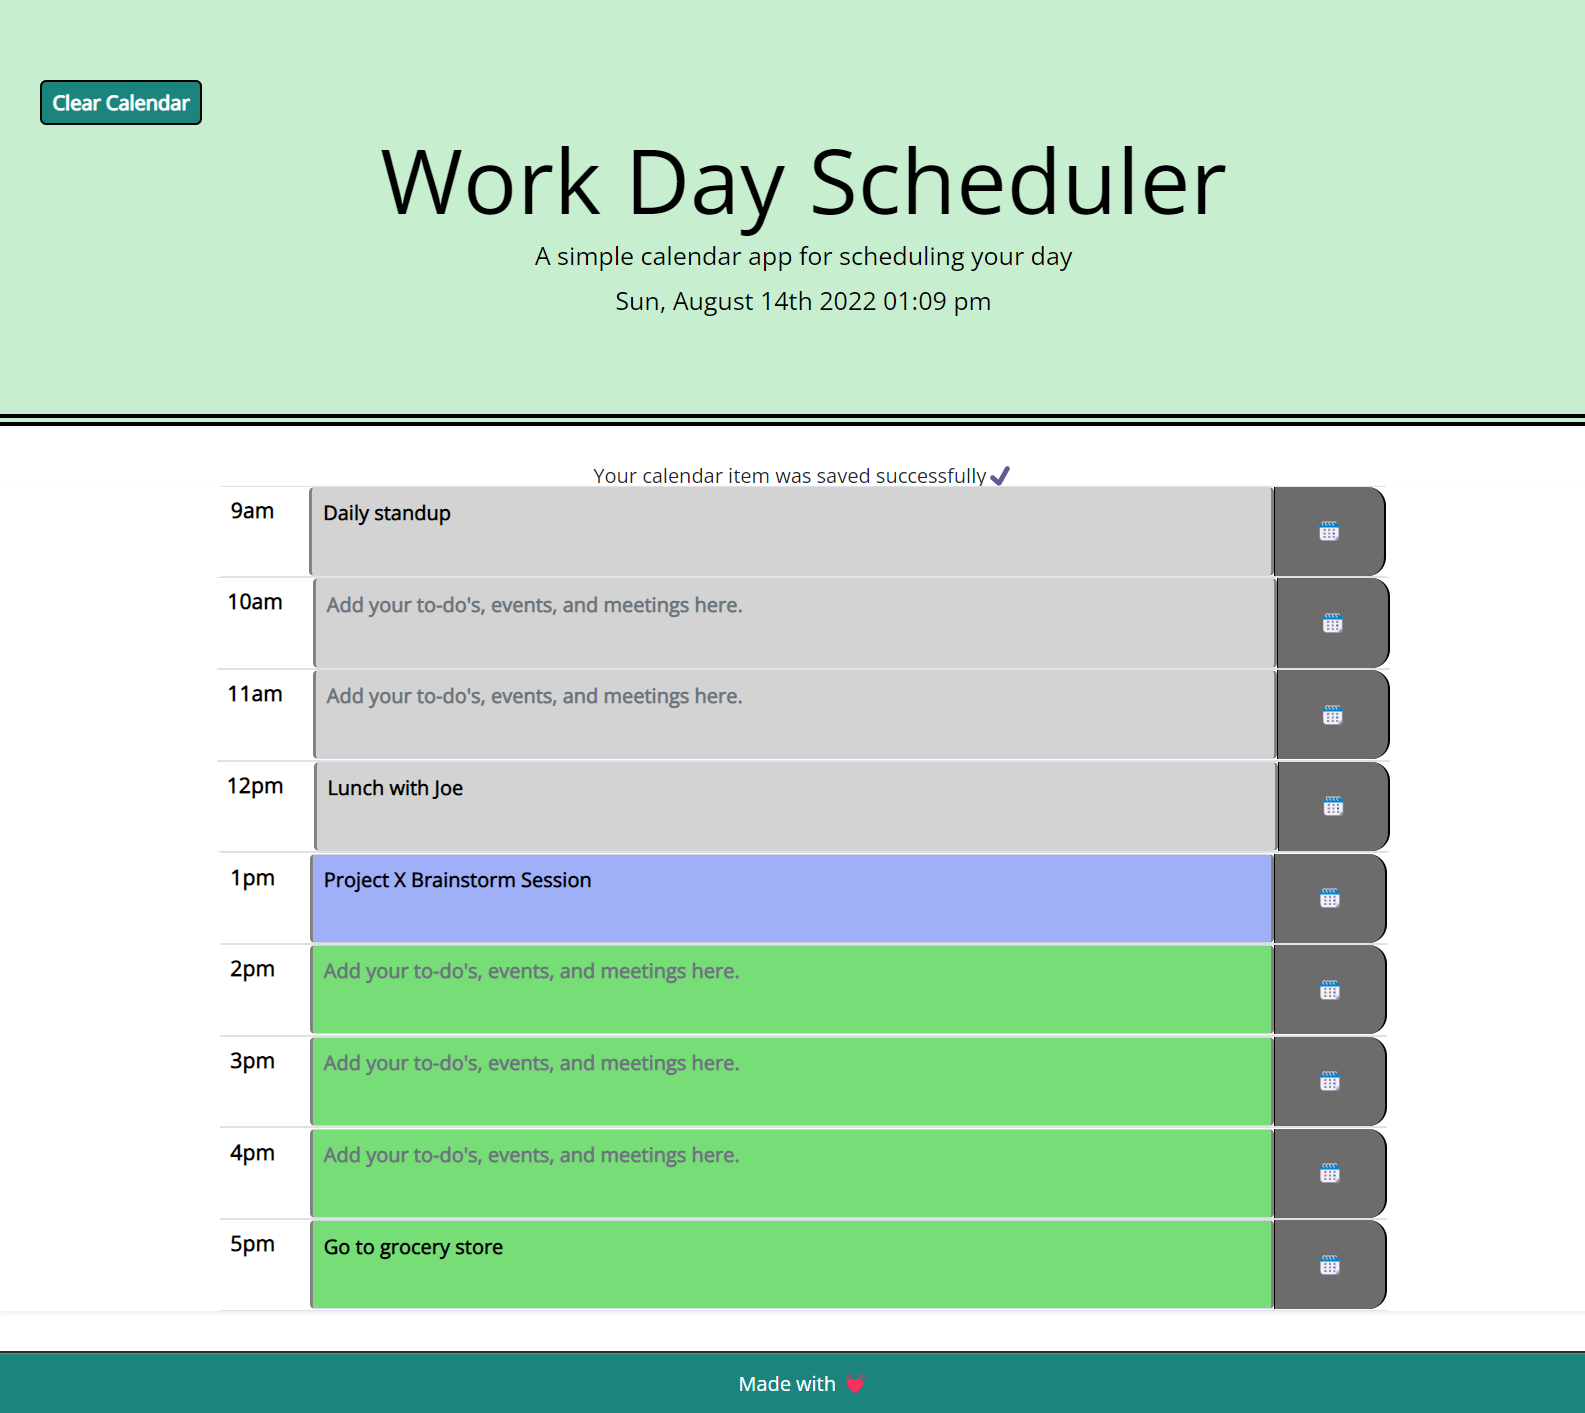 Clear Calendar
Work Day Scheduler
A simple calendar app for scheduling your day
Sun, August 14th 2022 01:09 pm
Your calendar item was saved successfully
9am Daily standup
10am Add your to-do's, events, and meetings here.
11am Add your to-do's, events, and meetings here.
12pm Lunch with Joe
1pm Project X Brainstorm Session
2pm Add your to-do's, events, and meetings here.
3pm Add your to-do's, events, and meetings here.
4pm Add your to-do's, events, and meetings here.
5pm Go to grocery store
Made with